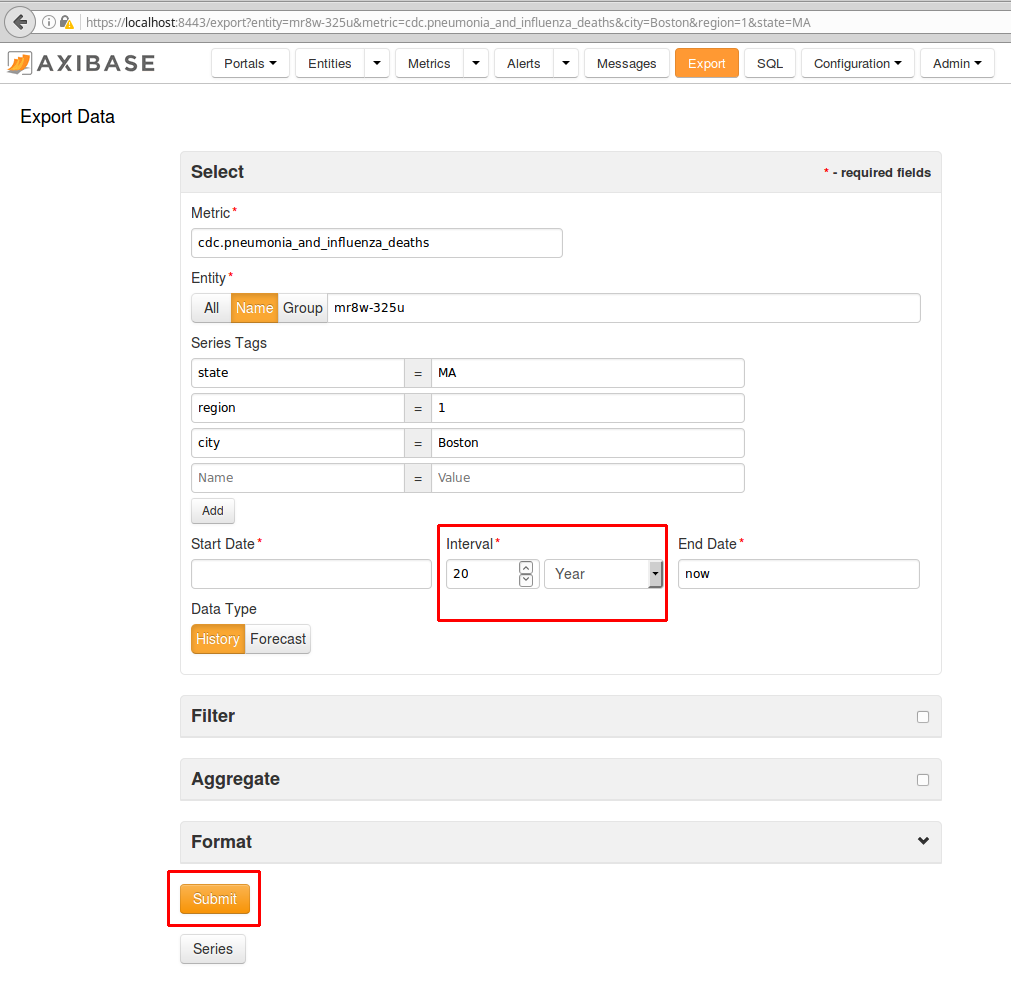 https://localhost:8443/export?entity=mr8w-325u&metric=cdc.pneumonia_and_influenza_deaths&city=Boston&region=1&state=MA
AXIBASE Portals Entities Metrics Alerts Messages Export SQL Configuration Admin
Export Data
Select * - required fields
Metric*
cdc.pneumonia_and_influenza_deaths
Entity*
All Name Group mr8w-325u
Series Tags
state = MA
region = 1
city = Boston
Name = Value
Add
Start Date* Interval* End Date*
20 Year now
Data Type
History Forecast
Filter
Aggregate
Format
Submit
Series